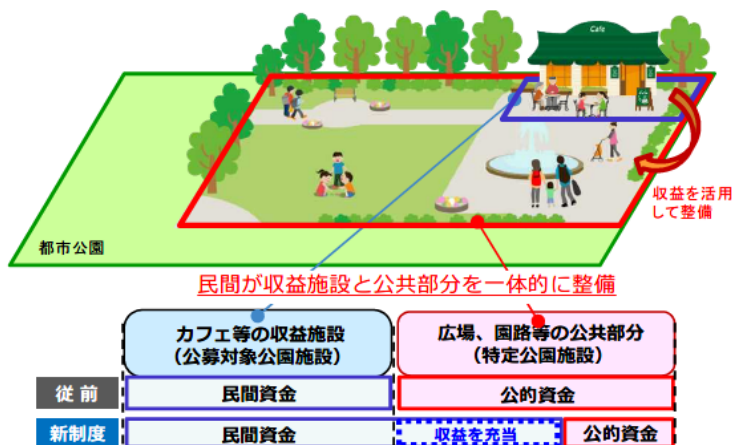 Cafe
収益を活用
して整備
都市公園
民間が収益施設と公共部分を一体的に整備
カフェ等の収益施設
(公募対象公園施設)
広場、園路等の公共部分
(特定公園施設)
従前
民間資金
公的資金
新制度
民間資金
収益を充当
公的資金